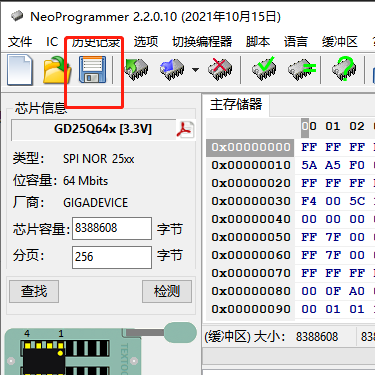 NeoProgrammer 2.2.0.10 (2021年10月15日)
文件 IC 历史记录 选项 切换编程器 脚本 语言 缓冲区
芯片信息
GD25Q64x [3.3V]
类型： SPI NOR 25xx
位容量： 64 Mbits
厂商： GIGADEVICE
芯片容量： 8388608 字节
分页： 256 字节
查找 检测
4 1
TEXTOO
主存储器
00 01 02
0x00000000 FF FF FF
0x00000010 5A A5 F0
0x00000020 FF FF FF
0x00000030 F4 00 5C
0x00000040 00 00 00
0x00000050 FF 7F 00
0x00000060 FF 7F 00
0x00000070 FF FF FF
0x00000080 00 0F A0
0x00000090 00 01 01
(缓冲区) 大小： 8388608